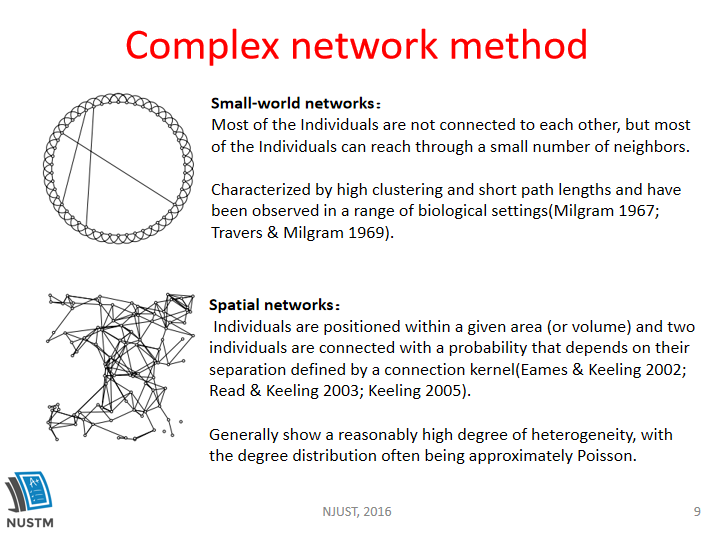 Complex network method
Small-world networks：
Most of the Individuals are not connected to each other, but most
of the Individuals can reach through a small number of neighbors.
Characterized by high clustering and short path lengths and have
been observed in a range of biological settings(Milgram 1967;
Travers & Milgram 1969).
Spatial networks：
Individuals are positioned within a given area (or volume) and two
individuals are connected with a probability that depends on their
separation defined by a connection kernel(Eames & Keeling 2002;
Read & Keeling 2003; Keeling 2005).
Generally show a reasonably high degree of heterogeneity, with
the degree distribution often being approximately Poisson.
A+
NUSTM
NJUST, 2016
9